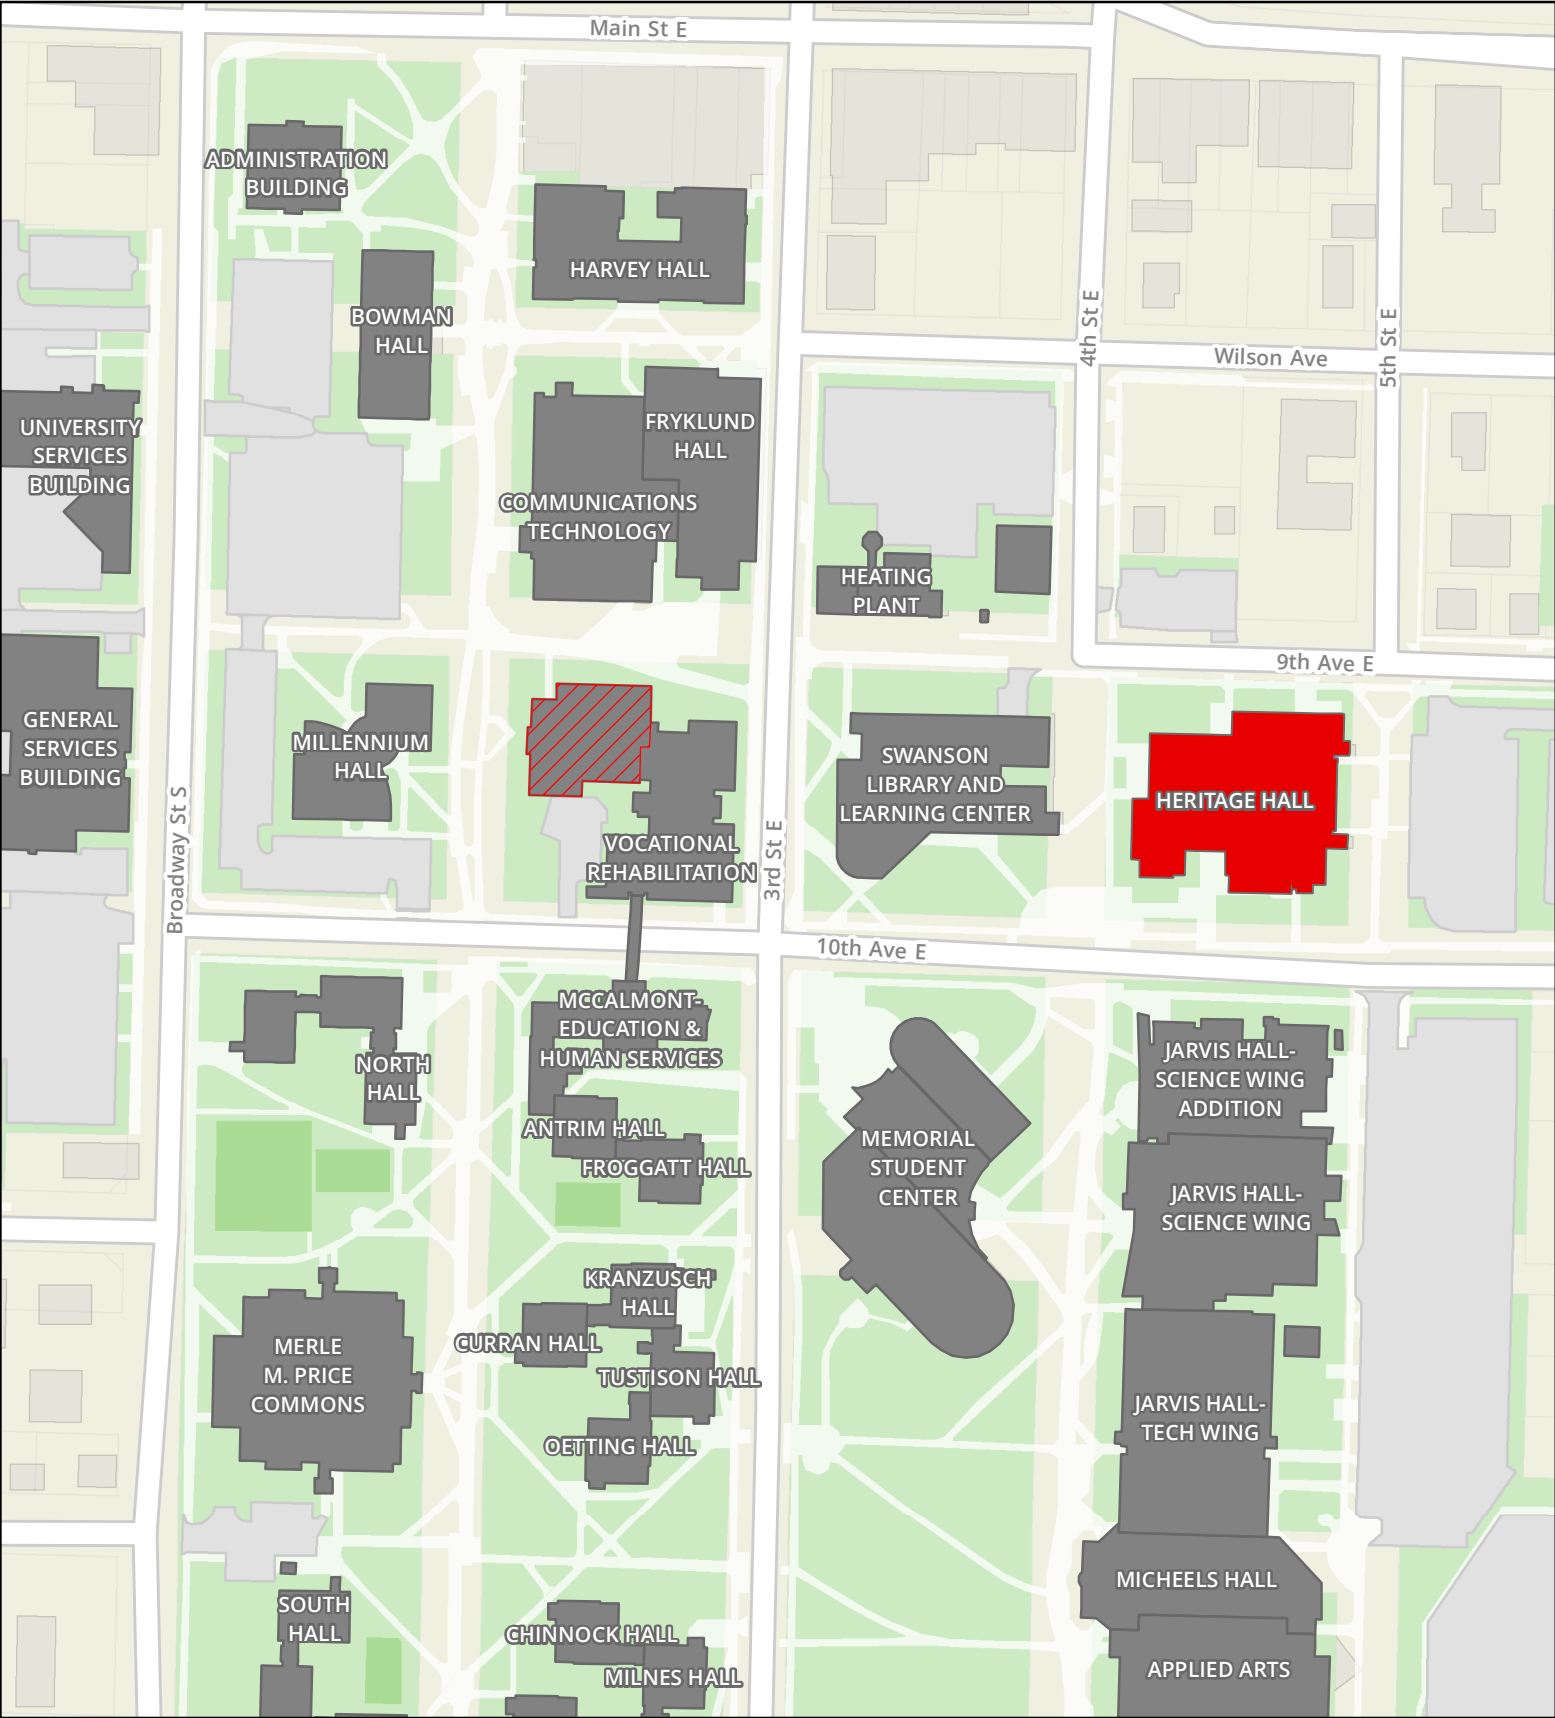 Main St E
ADMINISTRATION
BUILDING
HARVEY HALL
BOWMAN
HALL
4th St E
5th St E
Wilson Ave
UNIVERSITY
SERVICES
BUILDING
FRYKLUND
HALL
COMMUNICATIONS
TECHNOLOGY
HEATING
PLANT
9th Ave E
GENERAL
SERVICES
BUILDING
MILLENNIUM
HALL
SWANSON
LIBRARY AND
LEARNING CENTER
HERITAGE HALL
Broadway St S
VOCATIONAL
REHABILITATION
3rd St E
10th Ave E
MCCALMONT-
EDUCATION &
HUMAN SERVICES
NORTH
HALL
ANTRIM HALL
FROGGATT HALL
MEMORIAL
STUDENT
CENTER
JARVIS HALL-
SCIENCE WING
ADDITION
JARVIS HALL-
SCIENCE WING
KRANZUSCH
HALL
CURRAN HALL
MERLE
M. PRICE
COMMONS
TUSTISON HALL
OETTING HALL
JARVIS HALL-
TECH WING
MICHEELS HALL
SOUTH
HALL
CHINNOCK HALL
MILNES HALL
APPLIED ARTS